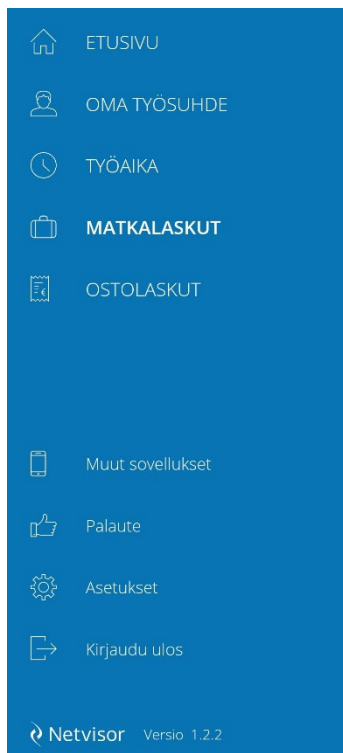 ETUSIVU
OMA TYÖSUHDE
TYÖAIKA
MATKALASKUT
OSTOLASKUT
Muut sovellukset
Palaute
Asetukset
Kirjaudu ulos
Netvisor Versio 1.2.2